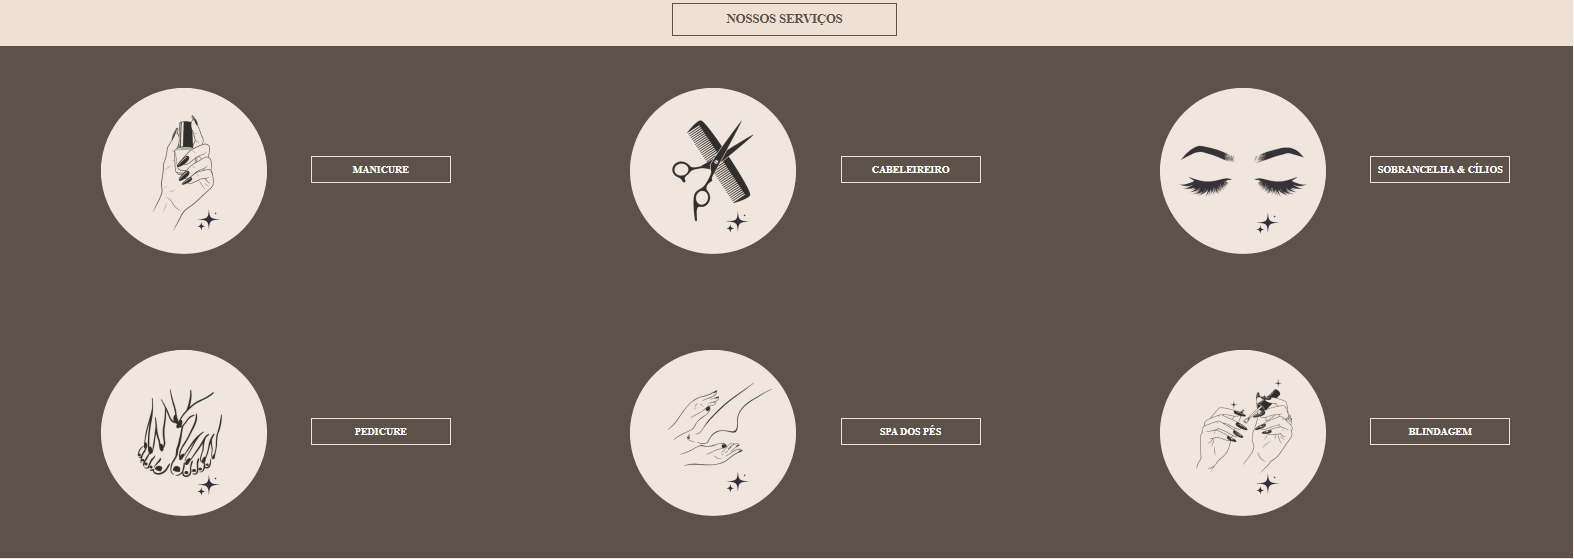 NOSSOS SERVIÇOS
MANICURE
CABELEIREIRO
SOBRANCELHA & CÍLIOS
PEDICURE
SPA DOS PÉS
BLINDAGEM